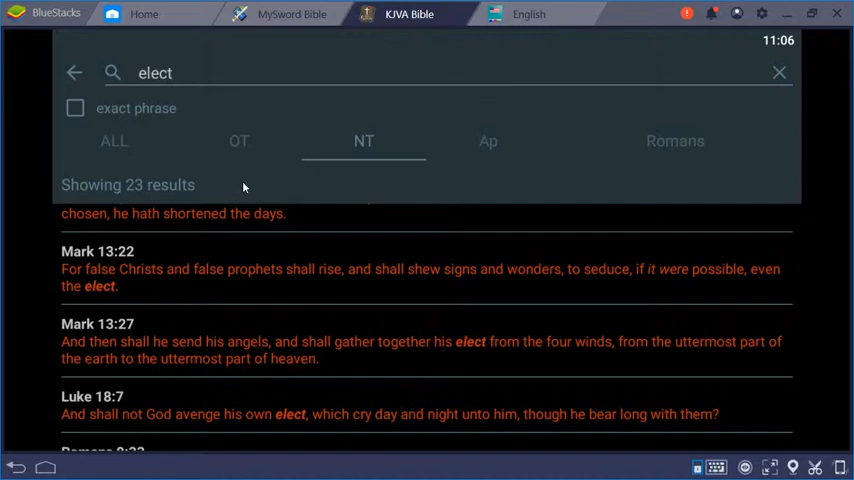 BlueStacks Home MySword Bible KJVA Bible English
11:06
elect
exact phrase
ALL OT NT Ap Romans
Showing 23 results
chosen, he hath shortened the days.
Mark 13:22
For false Christs and false prophets shall rise, and shall shew signs and wonders, to seduce, if it were possible, even
the elect.
Mark 13:27
And then shall he send his angels, and shall gather together his elect from the four winds, from the uttermost part of
the earth to the uttermost part of heaven.
Luke 18:7
And shall not God avenge his own elect, which cry day and night unto him, though he bear long with them?